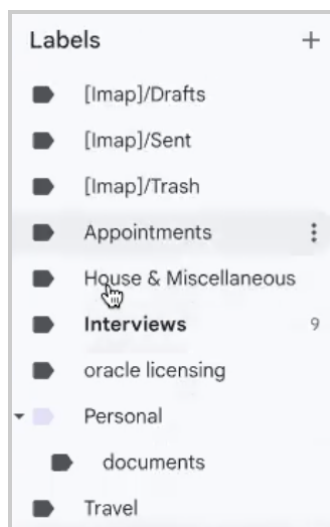 Labels +
[Imap]/Drafts
[Imap]/Sent
[Imap]/Trash
Appointments
House & Miscellaneous
Interviews 9
oracle licensing
Personal
documents
Travel